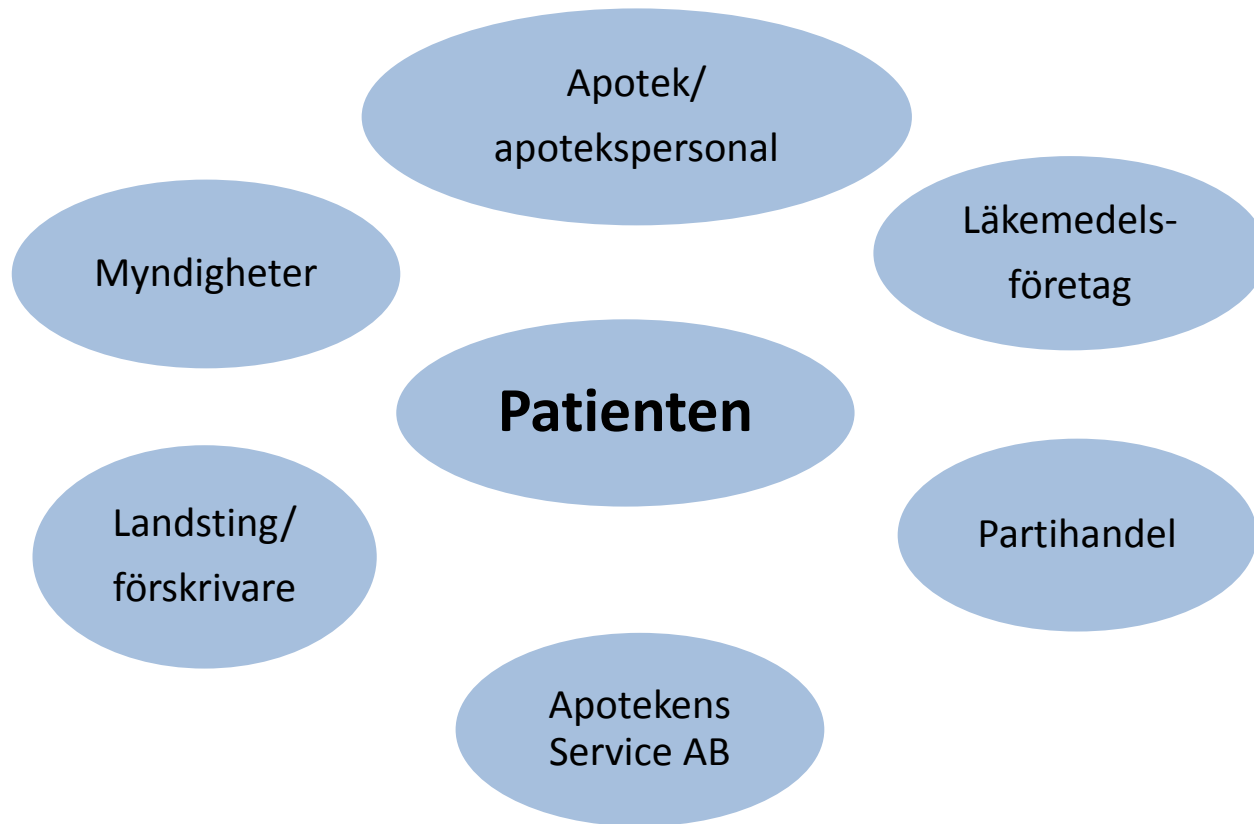 Apotek/
apotekspersonal
Läkemedels-
företag
Myndigheter
Patienten
Landsting/
förskrivare
Partihandel
Apotekens
Service AB